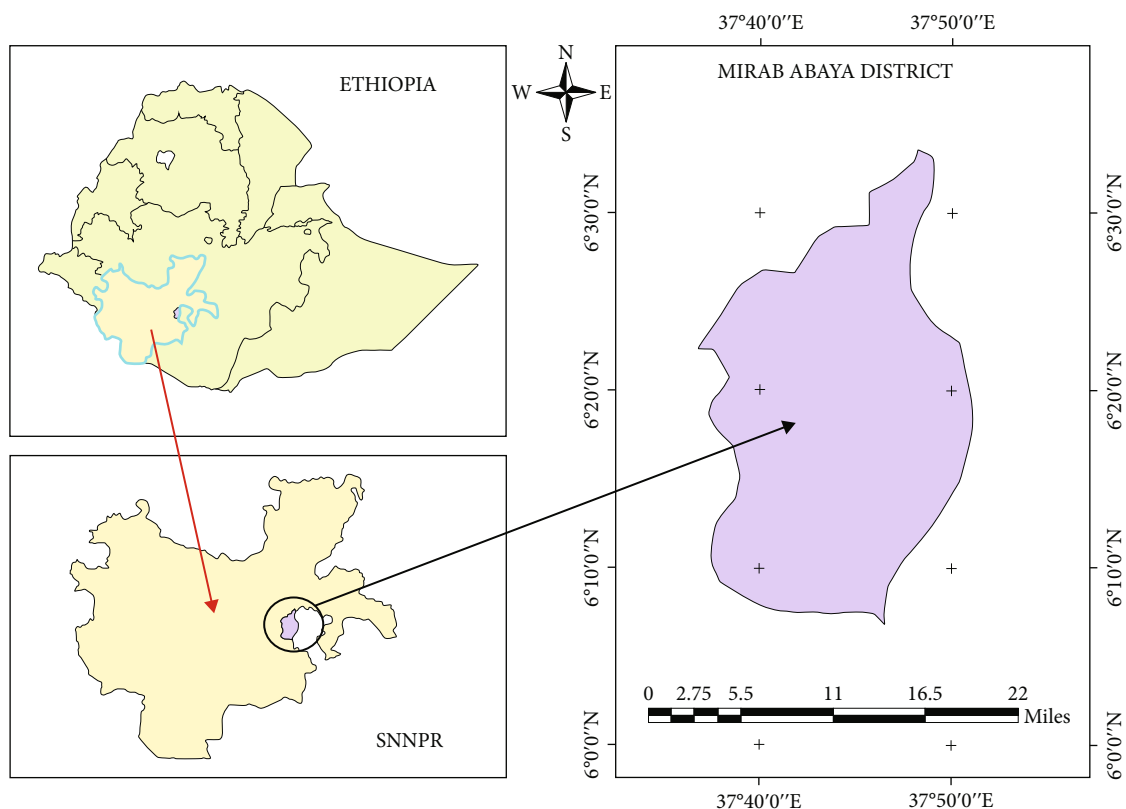 ETHIOPIA
N
W E
S
SNNPR
37°40′0′′E 37°50′0′′E
MIRAB ABAYA DISTRICT
6°30′0′′N 6°30′0′′N
6°20′0′′N 6°20′0′′N
6°10′0′′N 6°10′0′′N
0 2.75 5.5 11 16.5 22
Miles
6°0′0′′N 6°0′0′′N
37°40′0′′E 37°50′0′′E